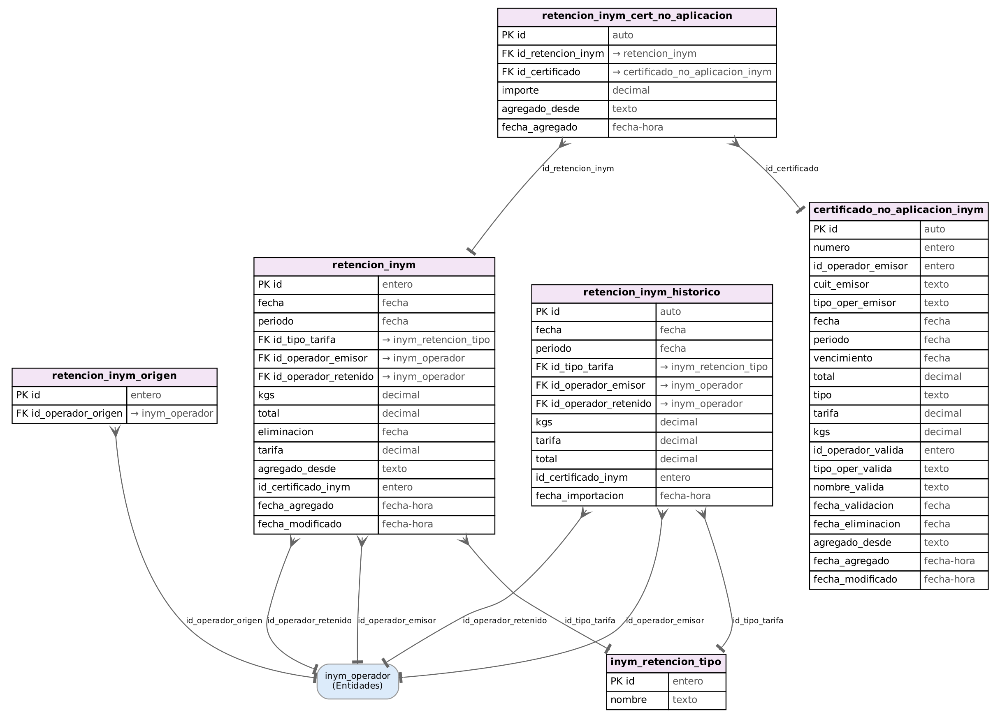 retencion_inym_cert_no_aplicacion
PK id auto
FK id_retencion_inym → retencion_inym
FK id_certificado → certificado_no_aplicacion_inym
importe decimal
agregado_desde texto
fecha_agregado fecha-hora
id_retencion_inym
id_certificado
certificado_no_aplicacion_inym
PK id auto
numero entero
id_operador_emisor entero
cuit_emisor texto
tipo_oper_emisor texto
fecha fecha
periodo fecha
vencimiento fecha
total decimal
tipo texto
tarifa decimal
kgs decimal
id_operador_valida entero
tipo_oper_valida texto
nombre_valida texto
fecha_validacion fecha
fecha_eliminacion fecha
agregado_desde texto
fecha_agregado fecha-hora
fecha_modificado fecha-hora
retencion_inym
PK id entero
fecha fecha
periodo fecha
FK id_tipo_tarifa → inym_retencion_tipo
FK id_operador_emisor → inym_operador
FK id_operador_retenido → inym_operador
kgs decimal
total decimal
eliminacion fecha
tarifa decimal
agregado_desde texto
id_certificado_inym entero
fecha_agregado fecha-hora
fecha_modificado fecha-hora
retencion_inym_historico
PK id auto
fecha fecha
periodo fecha
FK id_tipo_tarifa → inym_retencion_tipo
FK id_operador_emisor → inym_operador
FK id_operador_retenido → inym_operador
kgs decimal
tarifa decimal
total decimal
id_certificado_inym entero
fecha_importacion fecha-hora
retencion_inym_origen
PK id entero
FK id_operador_origen → inym_operador
id_operador_origen
id_operador_retenido
id_operador_emisor
id_operador_retenido
id_tipo_tarifa
id_operador_emisor
id_tipo_tarifa
inym_operador
(Entidades)
inym_retencion_tipo
PK id entero
nombre texto